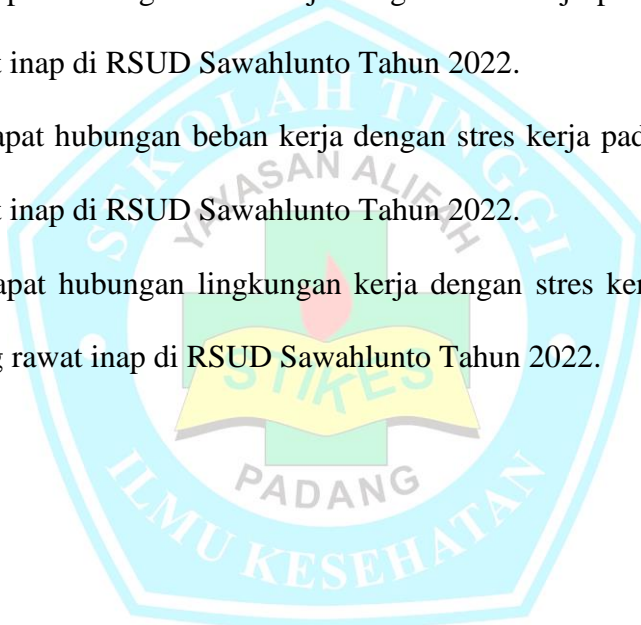 t inap di RSUD Sawahlunto Tahun 2022.
apat hubungan beban kerja dengan stres kerja pad
t inap di RSUD Sawahlunto Tahun 2022.
apat hubungan lingkungan kerja dengan stres ker
g rawat inap di RSUD Sawahlunto Tahun 2022.
SEKOLAH TINGGI
YAYASAN ALIFAH
STIKES
PADANG
ILMU KESEHATAN